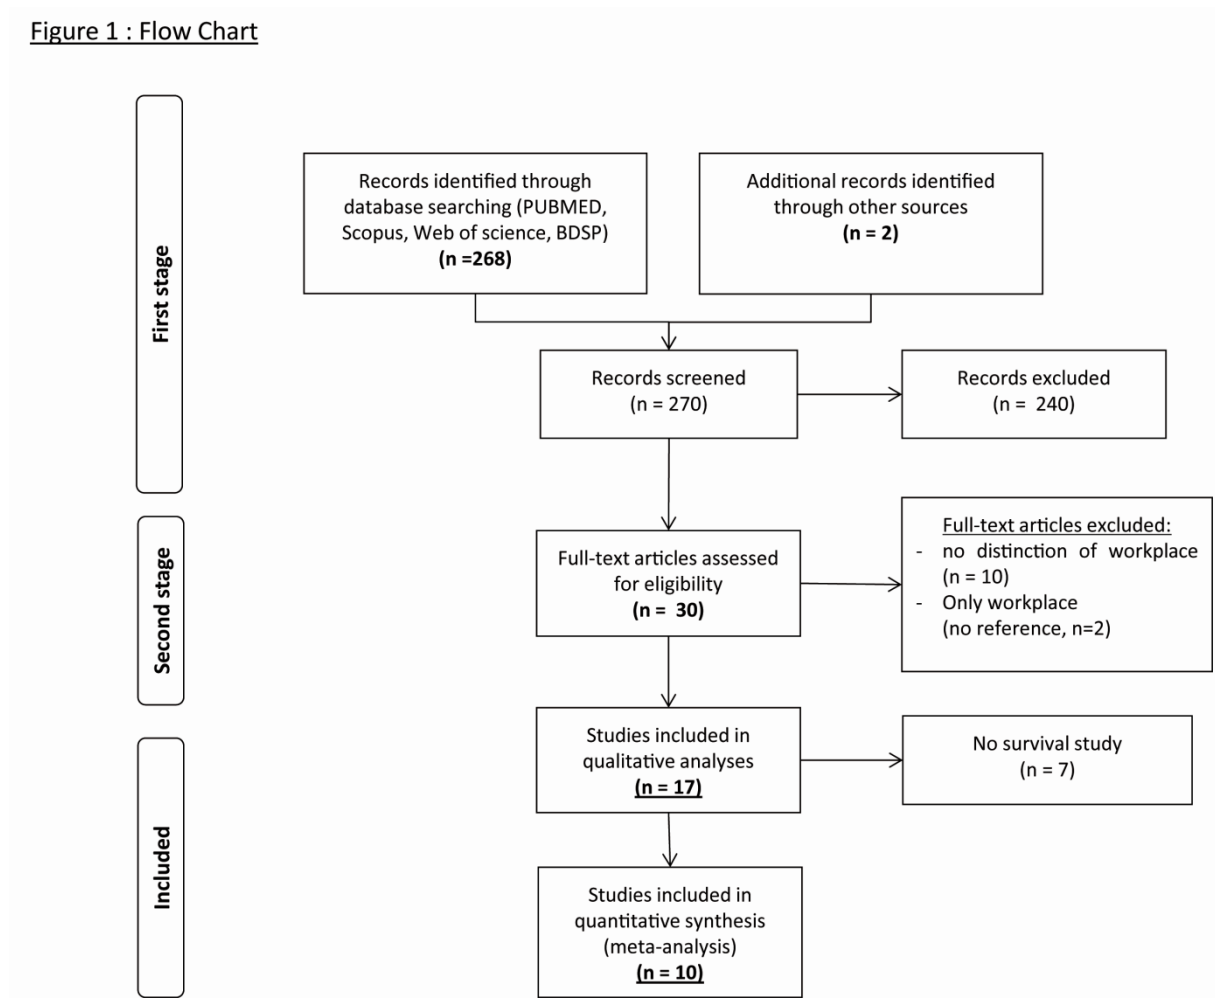 Figure 1 : Flow Chart
First stage
Records identified through
database searching (PUBMED,
Scopus, Web of science, BDSP)
(n =268)
Additional records identified
through other sources
(n = 2)
Records screened
(n = 270)
Records excluded
(n = 240)
Second stage
Full-text articles assessed
for eligibility
(n = 30)
Full-text articles excluded:
- no distinction of workplace
(n = 10)
- Only workplace
(no reference, n=2)
Included
Studies included in
qualitative analyses
(n = 17)
No survival study
(n = 7)
Studies included in
quantitative synthesis
(meta-analysis)
(n = 10)